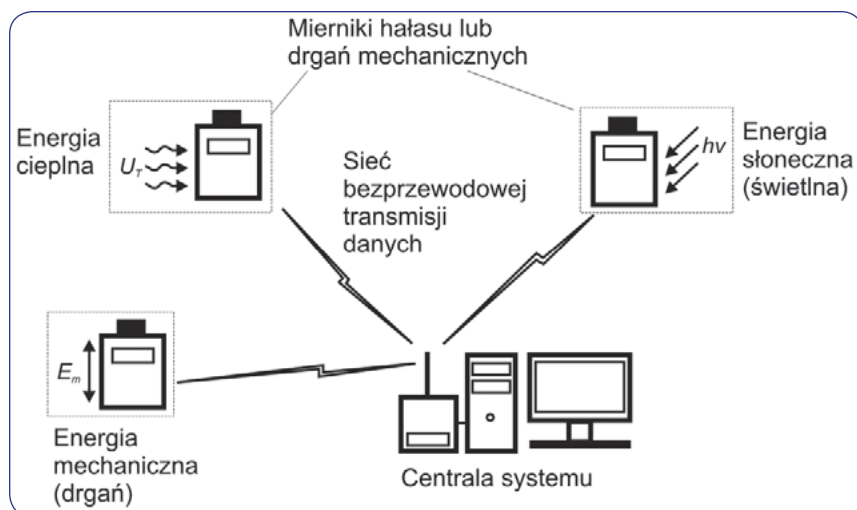 Mierniki hałasu lub
drgań mechanicznych
Energia
cieplna
U_T
Sieć
bezprzewodowej
transmisji
danych
hν
Energia
słoneczna
(świetlna)
E_m
Energia
mechaniczna
(drgań)
Centrala systemu